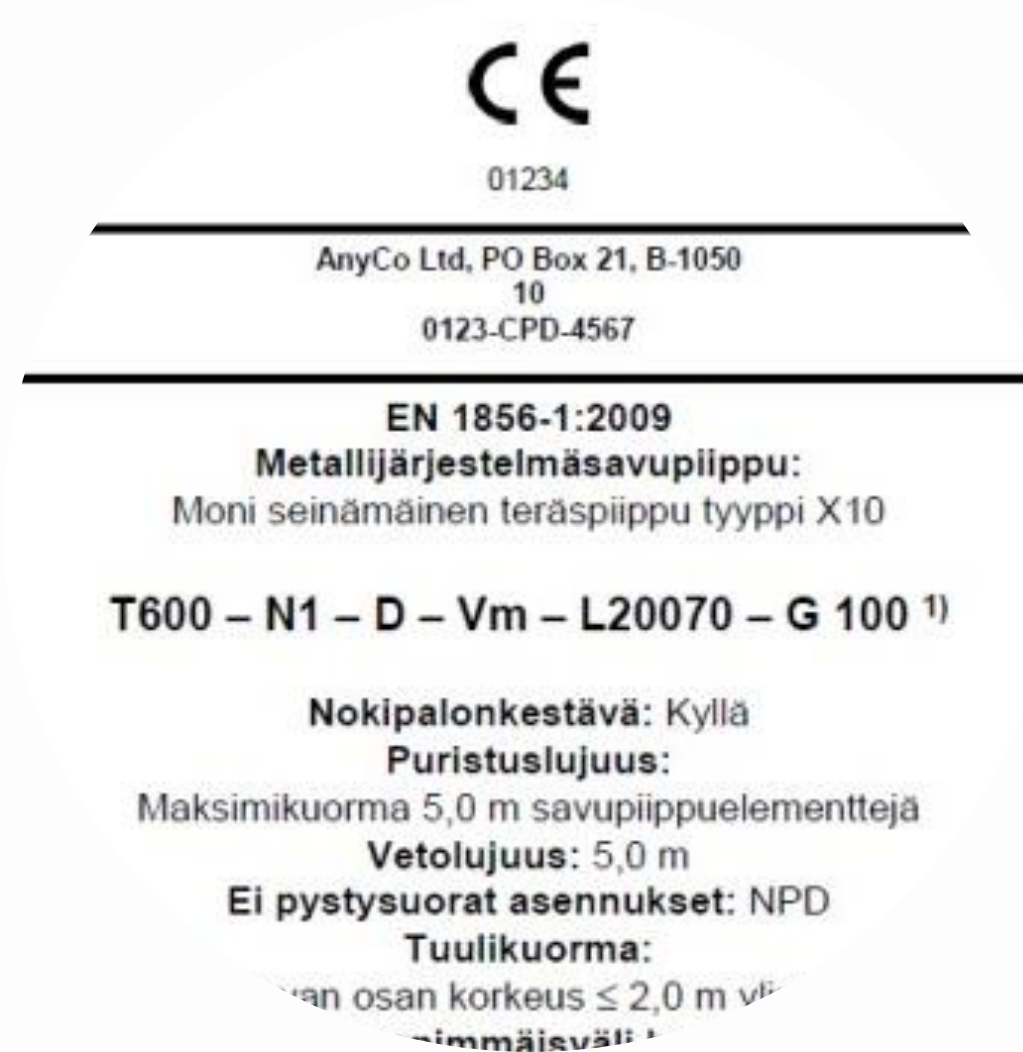 CE
01234
AnyCo Ltd, PO Box 21, B-1050
10
0123-CPD-4567
EN 1856-1:2009
Metallijärjestelmäsavupiippu:
Moni seinämäinen teräspiippu tyyppi X10
T600 – N1 – D – Vm – L20070 – G 100 ¹⁾
Nokipalonkestävä: Kyllä
Puristuslujuus:
Maksimikuorma 5,0 m savupiippuelementtejä
Vetolujuus: 5,0 m
Ei pystysuorat asennukset: NPD
Tuulikuorma:
osan korkeus ≤ 2,0 m